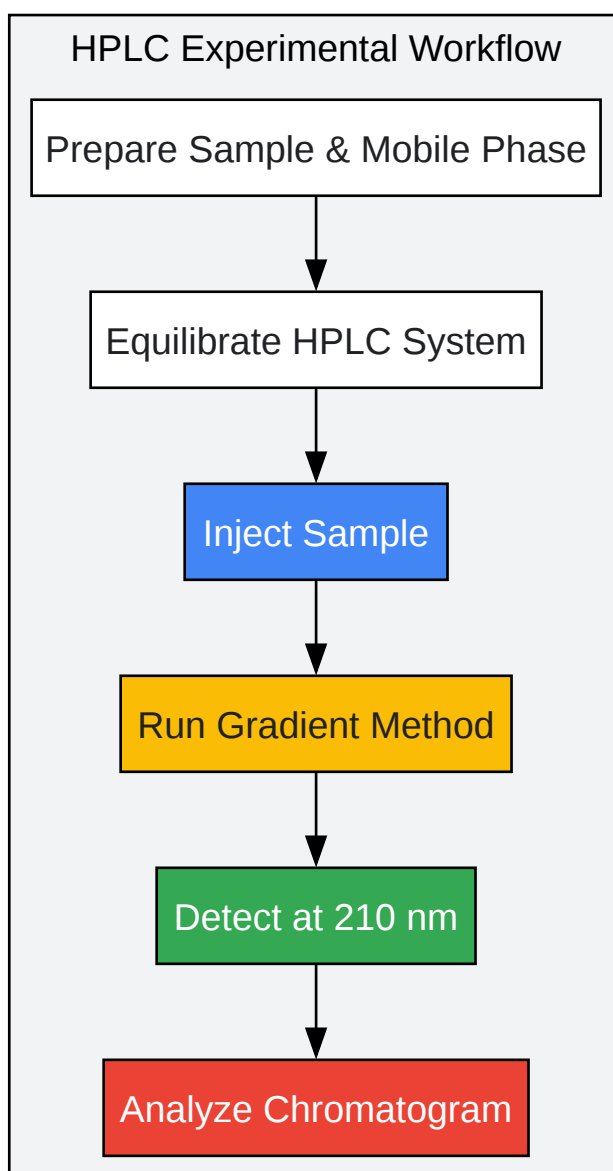 HPLC Experimental Workflow
Prepare Sample & Mobile Phase
Equilibrate HPLC System
Inject Sample
Run Gradient Method
Detect at 210 nm
Analyze Chromatogram